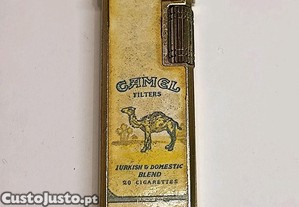 CAMEL
FILTERS
TURKISH & DOMESTIC
BLEND
20 CIGARETTES
CustoJusto.pt